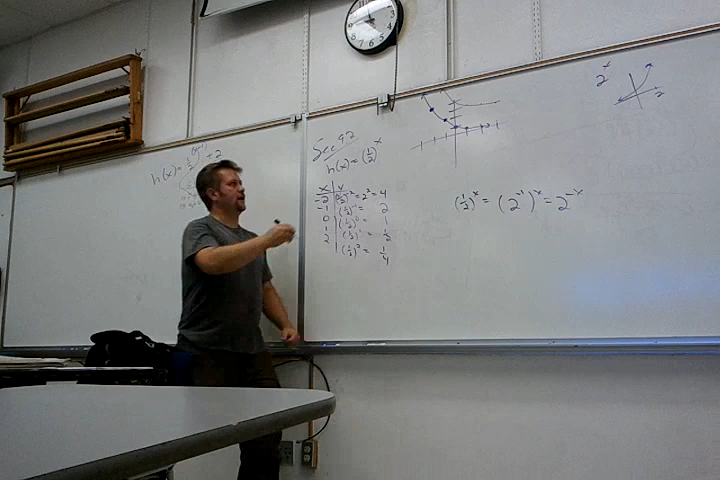 h(x) =
+ 2
Sec 9.2
h(x) = (1/2)^x
x | y
-2 | (1/2)^-2 = 2^2 = 4
-1 | (1/2)^-1 = 2
0 | (1/2)^0 = 1
1 | (1/2)^1 = 1/2
2 | (1/2)^2 = 1/4
(1/2)^x = (2^-1)^x = 2^-x
2^x